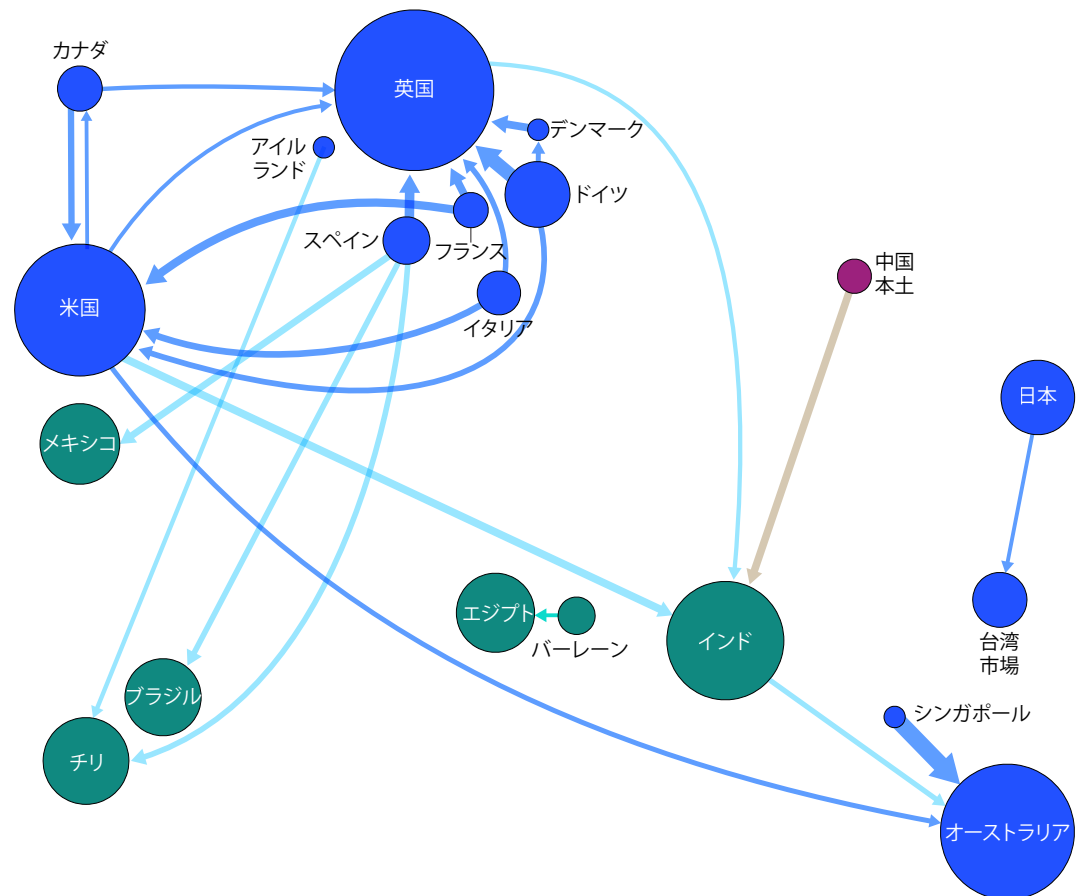 カナダ
英国
アイル
ランド
デンマーク
ドイツ
スペイン
フランス
中国
本土
米国
イタリア
日本
メキシコ
エジプト
バーレーン
インド
台湾
市場
ブラジル
シンガポール
チリ
オーストラリア